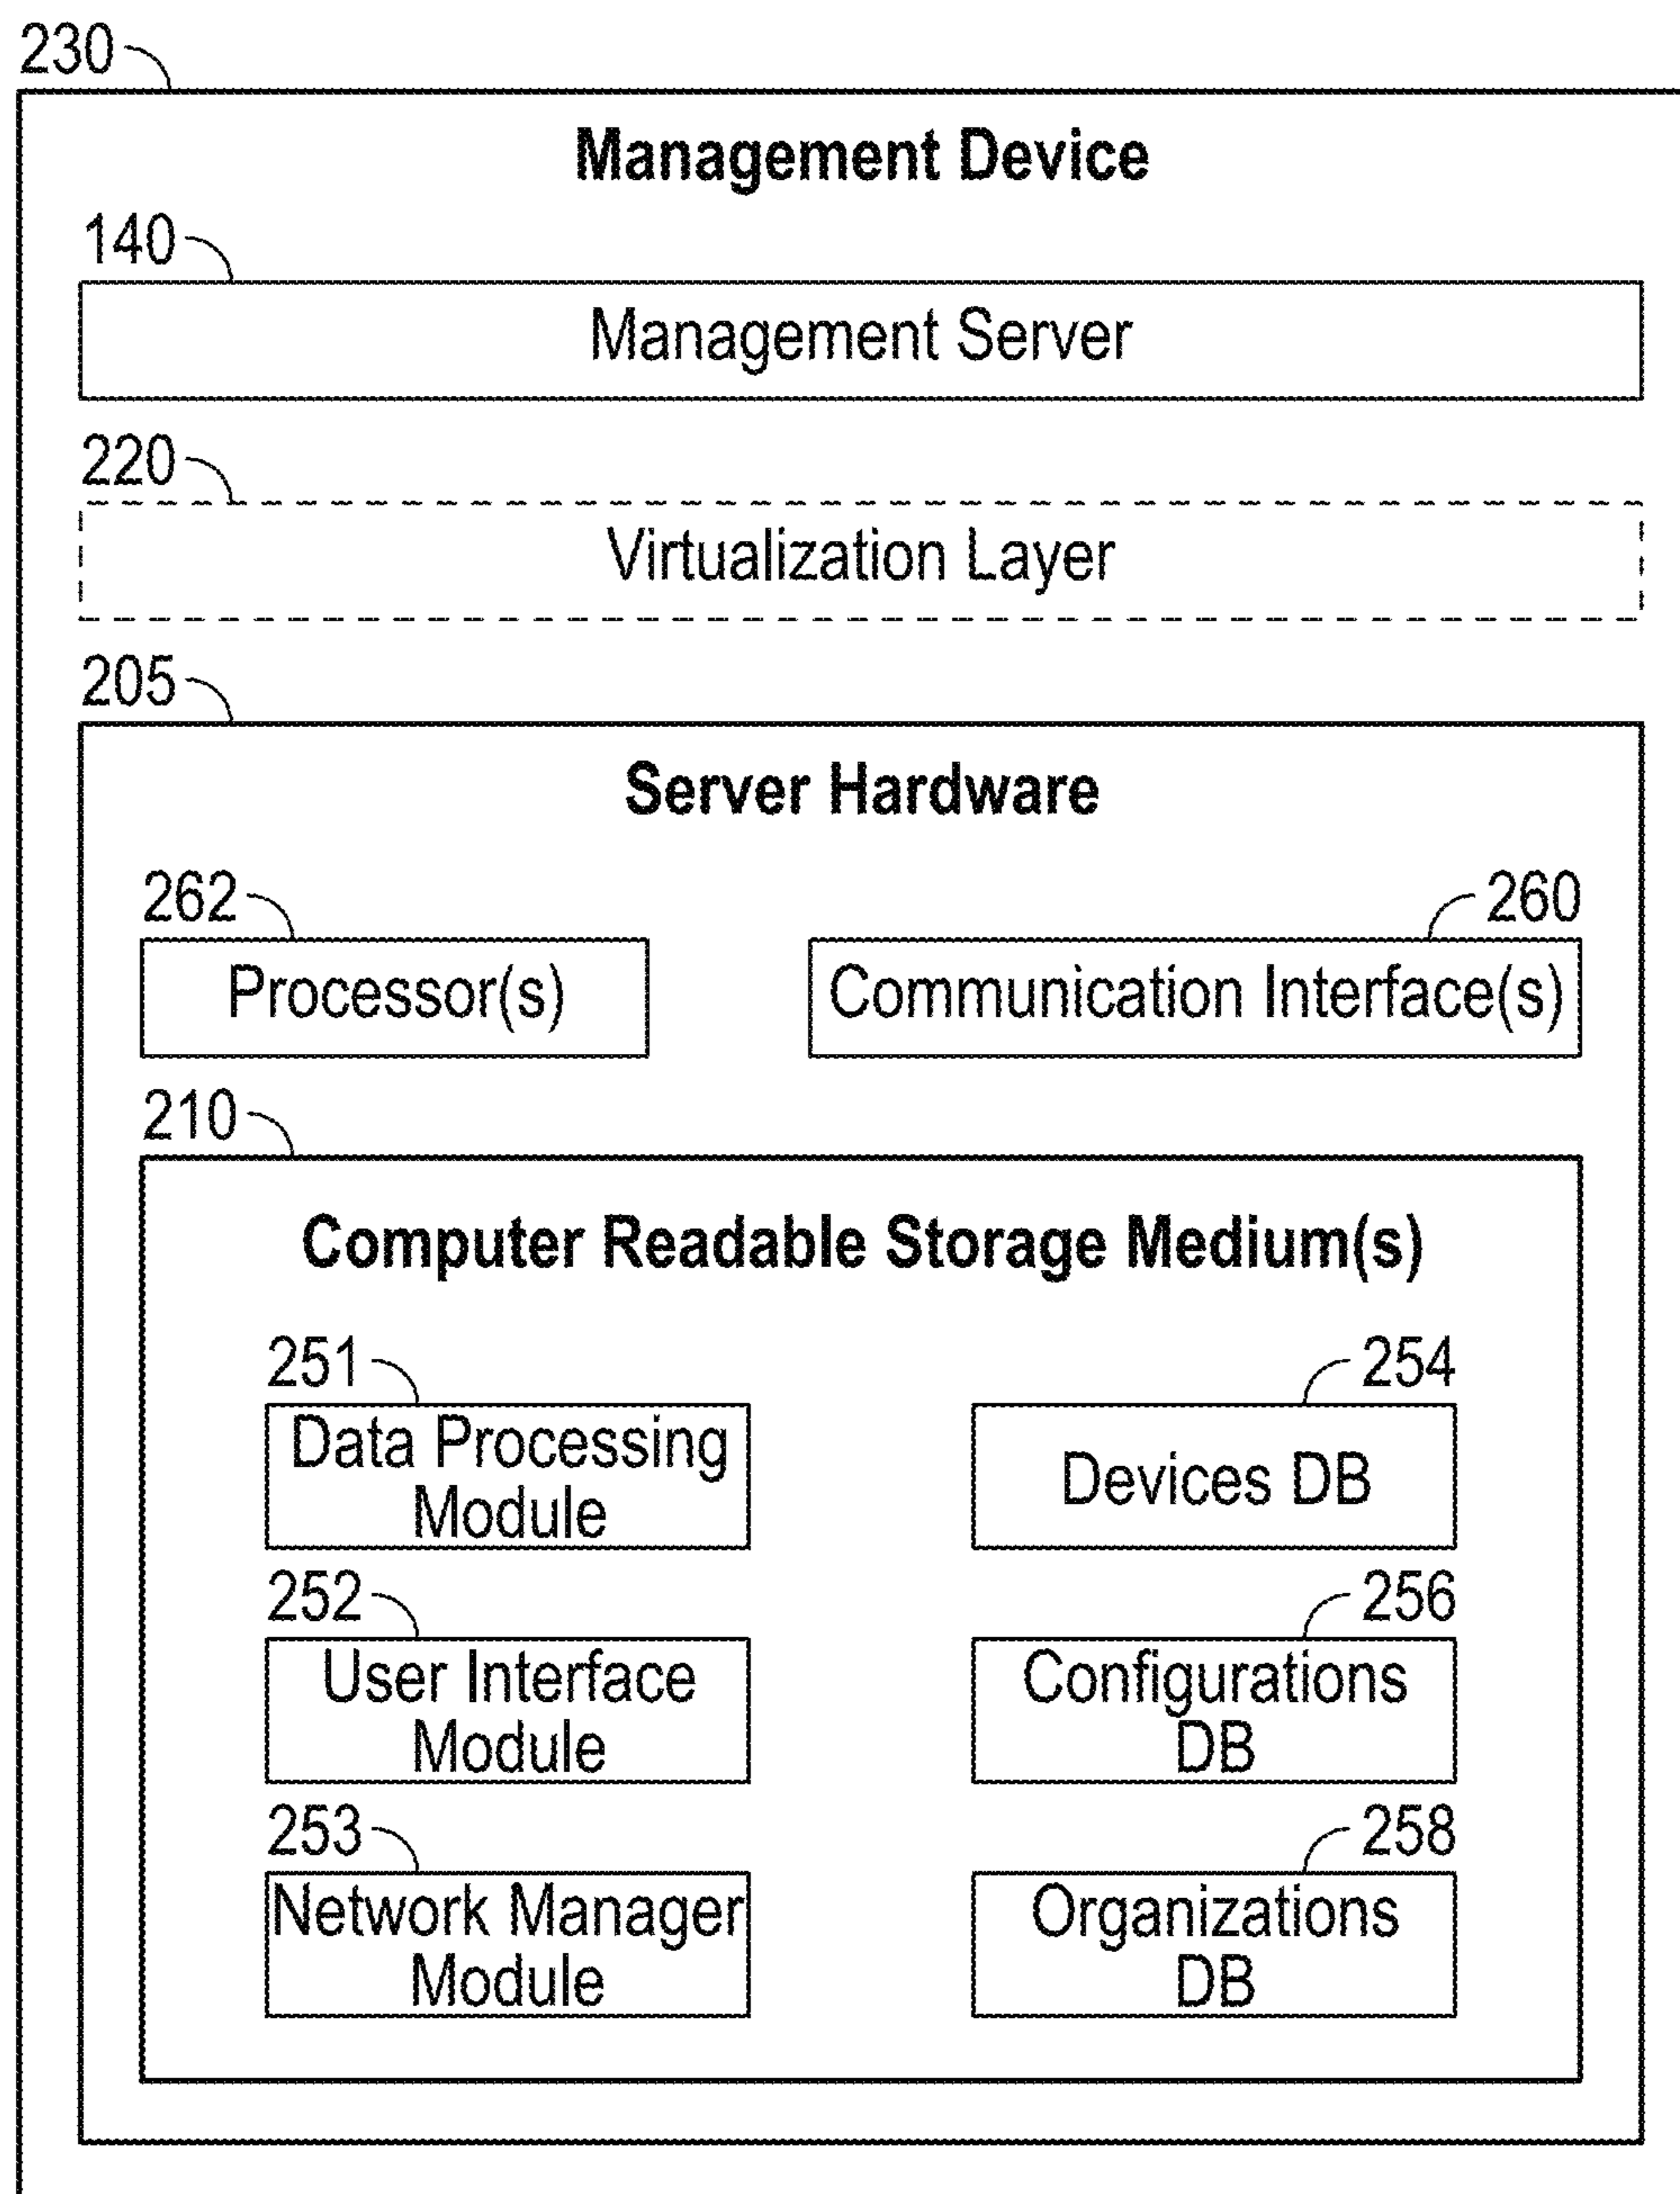 230
Management Device
140
Management Server
220
Virtualization Layer
205
Server Hardware
262
260
Processor(s)
Communication Interface(s)
210
Computer Readable Storage Medium(s)
251
254
Data Processing
Module
Devices DB
252
256
User Interface
Module
Configurations
DB
253
258
Network Manager
Module
Organizations
DB